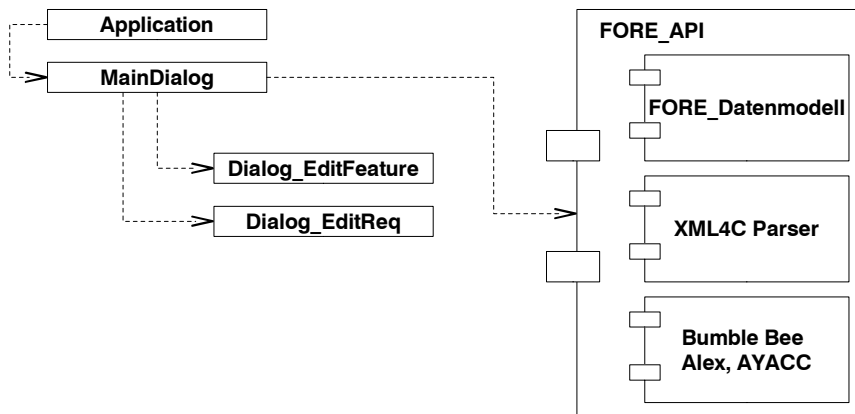 Application
MainDialog
Dialog_EditFeature
Dialog_EditReq
FORE_API
FORE_Datenmodell
XML4C Parser
Bumble Bee
Alex, AYACC